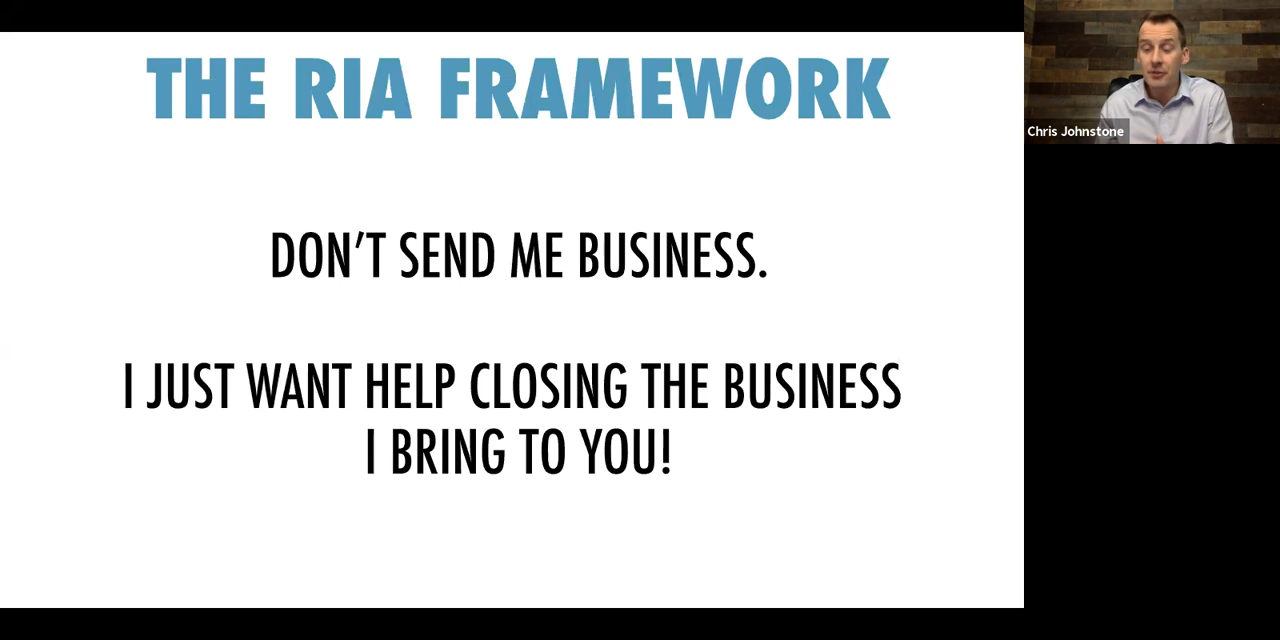 THE RIA FRAMEWORK
DON'T SEND ME BUSINESS.
I JUST WANT HELP CLOSING THE BUSINESS
I BRING TO YOU!
Chris Johnstone